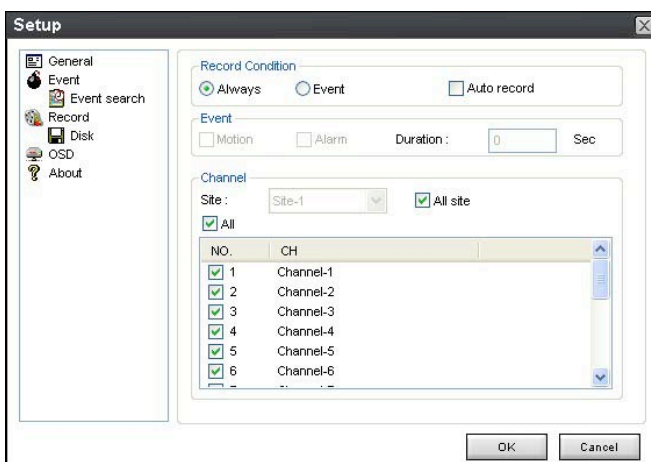 Setup
General
Event
Event search
Record
Disk
OSD
About
Record Condition
Always Event Auto record
Event
Motion Alarm Duration : 0 Sec
Channel
Site : Site-1 All site
All
NO. CH
1 Channel-1
2 Channel-2
3 Channel-3
4 Channel-4
5 Channel-5
6 Channel-6
OK Cancel